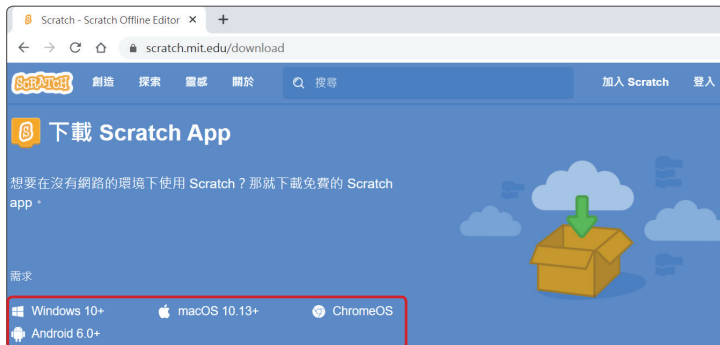 Scratch - Scratch Offline Editor
scratch.mit.edu/download
SCRATCH 創造 探索 靈感 關於 搜尋 加入 Scratch 登入
下載 Scratch App
想要在沒有網路的環境下使用 Scratch？那就下載免費的 Scratch
app。
需求
Windows 10+ macOS 10.13+ ChromeOS
Android 6.0+